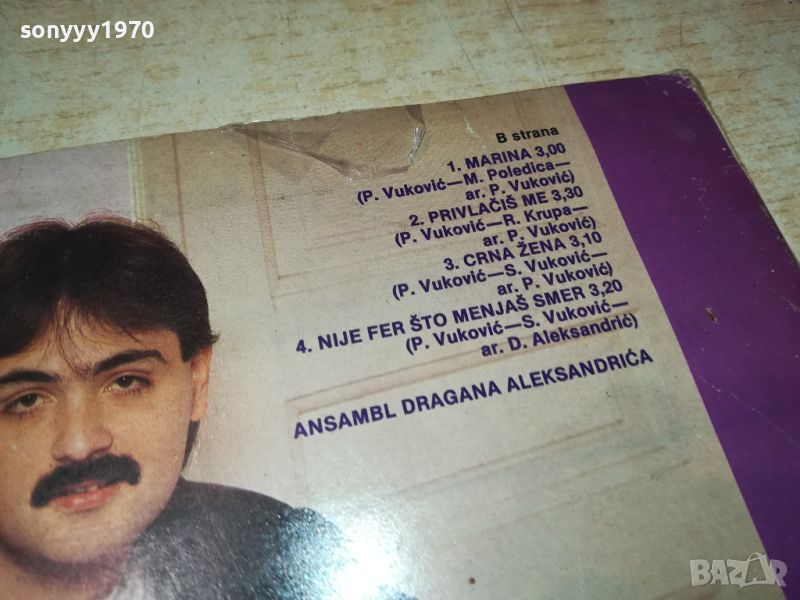 sonyyy1970
B strana
1. MARINA 3,00
(P. Vuković—M. Poledica—
ar. P. Vuković)
2. PRIVLAČIŠ ME 3,30
(P. Vuković—R. Krupa—
ar. P. Vuković)
3. CRNA ŽENA 3,10
(P. Vuković—S. Vuković—
ar. P. Vuković)
4. NIJE FER ŠTO MENJAŠ SMER 3,20
(P. Vuković—S. Vuković—
ar. D. Aleksandrić)
ANSAMBL DRAGANA ALEKSANDRIĆA
BAZAR